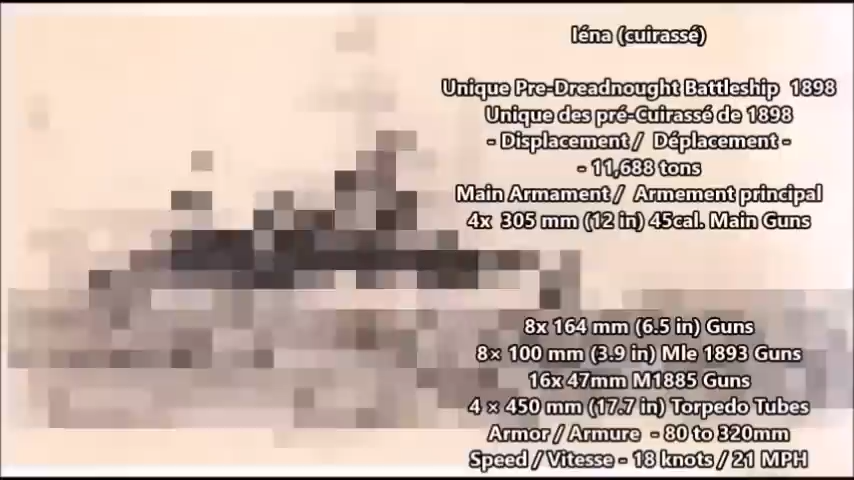 Iéna (cuirassé)
Unique Pre-Dreadnought Battleship 1898
Unique des pré-Cuirassé de 1898
- Displacement / Déplacement -
- 11,688 tons
Main Armament / Armement principal
4x 305 mm (12 in) 45cal. Main Guns
8x 164 mm (6.5 in) Guns
8× 100 mm (3.9 in) Mle 1893 Guns
16x 47mm M1885 Guns
4 × 450 mm (17.7 in) Torpedo Tubes
Armor / Armure - 80 to 320mm
Speed / Vitesse - 18 knots / 21 MPH